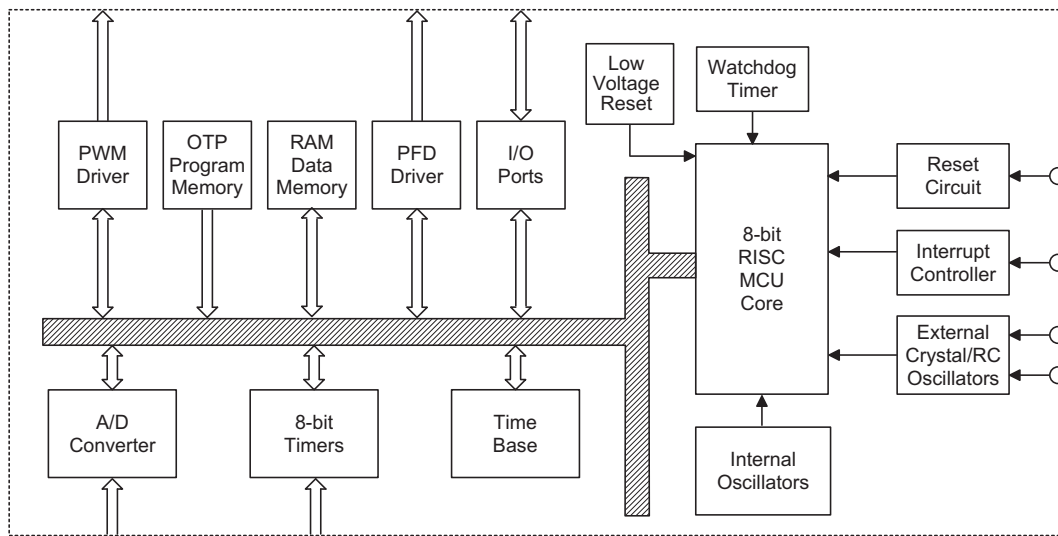 Low
Voltage
Reset
Watchdog
Timer
PWM
Driver
OTP
Program
Memory
RAM
Data
Memory
PFD
Driver
I/O
Ports
8-bit
RISC
MCU
Core
Reset
Circuit
Interrupt
Controller
External
Crystal/RC
Oscillators
A/D
Converter
8-bit
Timers
Time
Base
Internal
Oscillators